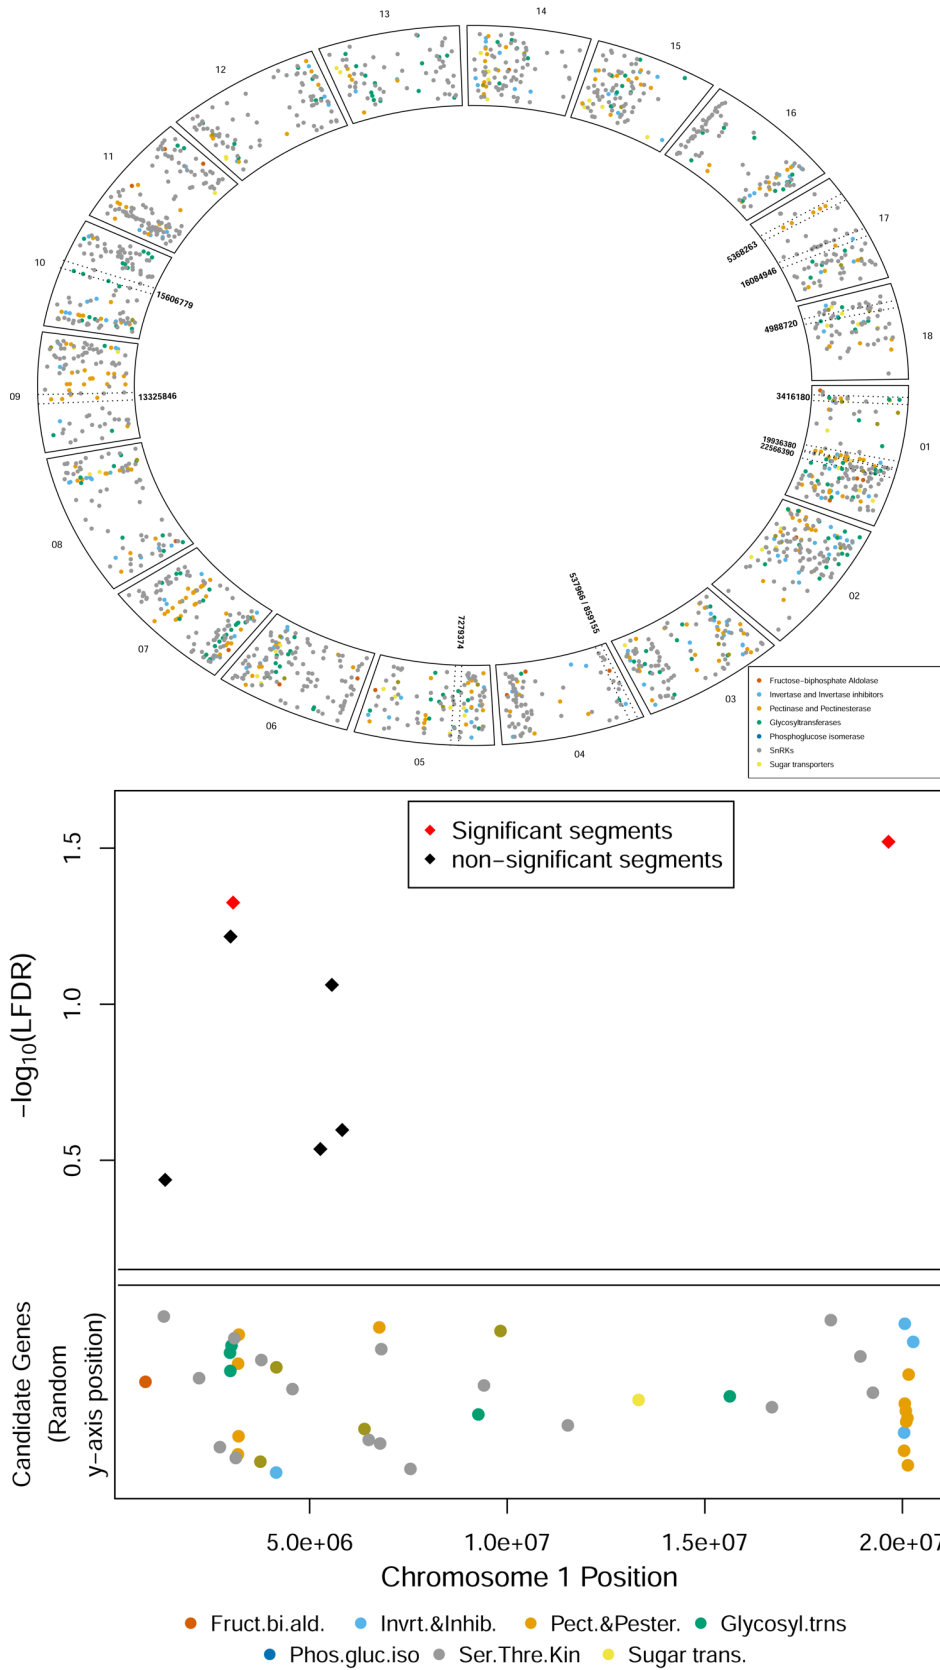 13
14
15
12
16
11
17
5368263
16084946
10
15606779
4988720
18
09
13325846
3416180
01
19936380
22566390
08
02
537966 / 859155
7279374
07
03
06
04
05
Fructose-biphosphate Aldolase
Invertase and Invertase inhibitors
Pectinase and Pectinesterase
Glycosyltransferases
Phosphoglucose isomerase
SnRKs
Sugar transporters
Significant segments
non-significant segments
1.5
1.0
0.5
-log10(LFDR)
Candidate Genes
(Random
y-axis position)
5.0e+06 1.0e+07 1.5e+07 2.0e+07
Chromosome 1 Position
Fruct.bi.ald. Invrt.&Inhib. Pect.&Pester. Glycosyl.trns
Phos.gluc.iso Ser.Thre.Kin Sugar trans.